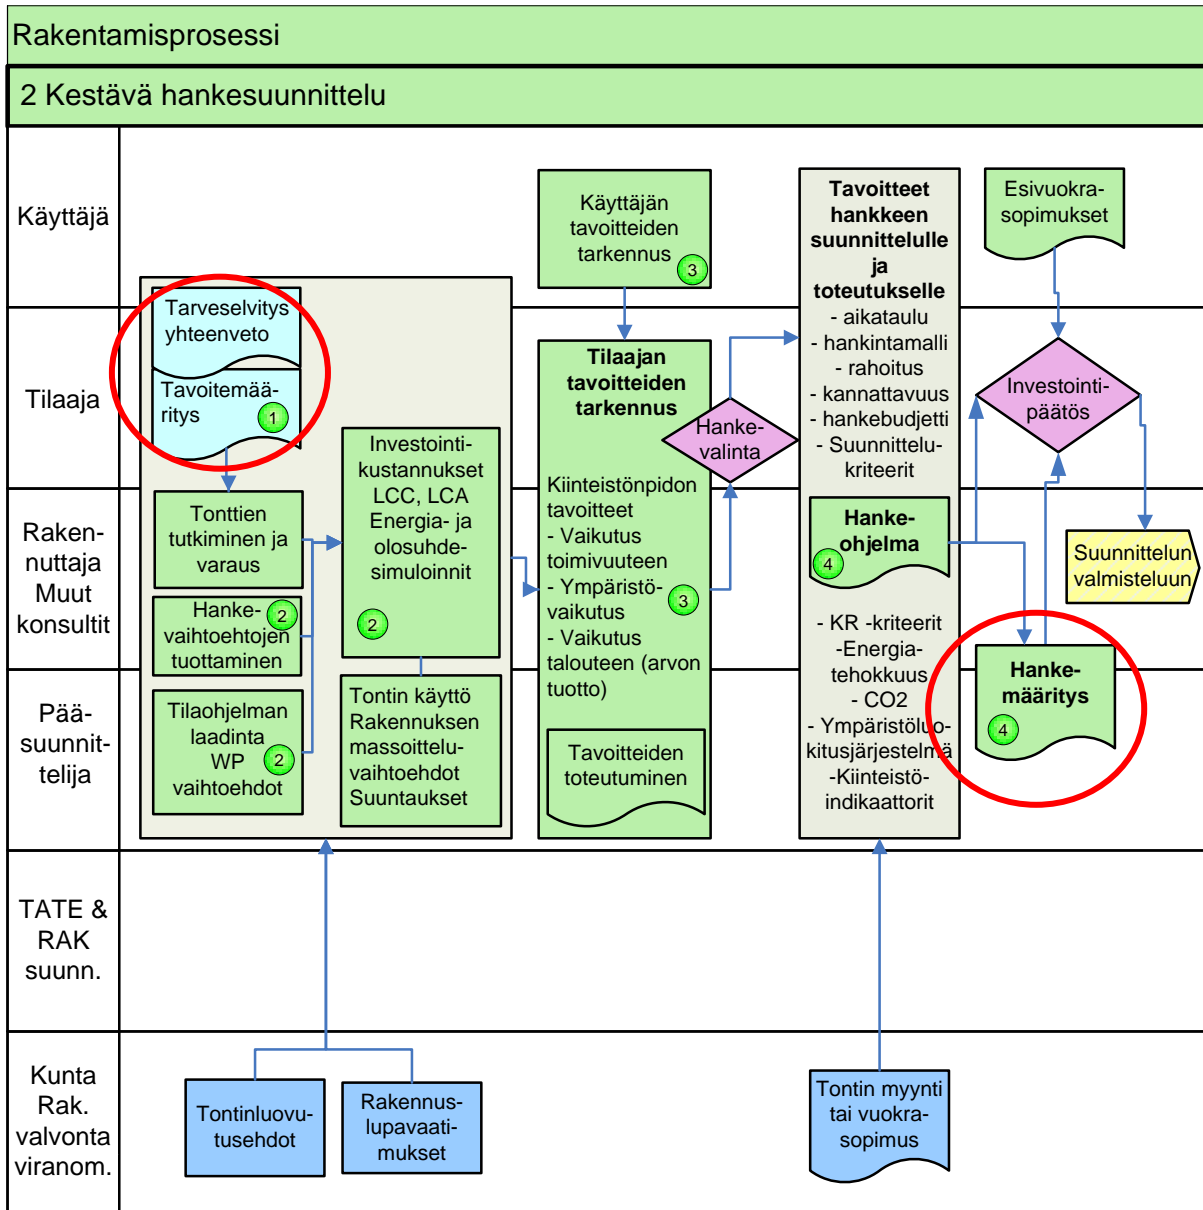 Rakentamisprosessi
2 Kestävä hankesuunnittelu
Käyttäjä
Käyttäjän
tavoitteiden
tarkennus
3
Tavoitteet
hankkeen
suunnittelulle
ja
toteutukselle
- aikataulu
- hankintamalli
- rahoitus
- kannattavuus
- hankebudjetti
- Suunnittelu-
kriteerit
Esivuokra-
sopimukset
Tilaaja
Tarveselvitys
yhteenveto
Tavoitemää-
ritys
1
Investointi-
kustannukset
LCC, LCA
Energia- ja
olosuhde-
simuloinnit
2
Tilaajan
tavoitteiden
tarkennus
Kiinteistönpidon
tavoitteet
- Vaikutus
toimivuuteen
- Ympäristö-
vaikutus
3
- Vaikutus
talouteen (arvon
tuotto)
Hanke-
valinta
Investointi-
päätös
Raken-
nuttaja
Muut
konsultit
Tonttien
tutkiminen ja
varaus
Hanke-
vaihtoehtojen
tuottaminen
2
Hanke-
ohjelma
4
- KR -kriteerit
-Energia-
tehokkuus
- CO2
- Ympäristöluo-
kitusjärjestelmä
-Kiinteistö-
indikaattorit
Suunnittelun
valmisteluun
Pää-
suunnit-
telija
Tilaohjelman
laadinta
WP
vaihtoehdot
2
Tontin käyttö
Rakennuksen
massoittelu-
vaihtoehdot
Suuntaukset
Tavoitteiden
toteutuminen
Hanke-
määritys
4
TATE &
RAK
suunn.
Kunta
Rak.
valvonta
viranom.
Tontinluovu-
tusehdot
Rakennus-
lupavaati-
mukset
Tontin myynti
tai vuokra-
sopimus